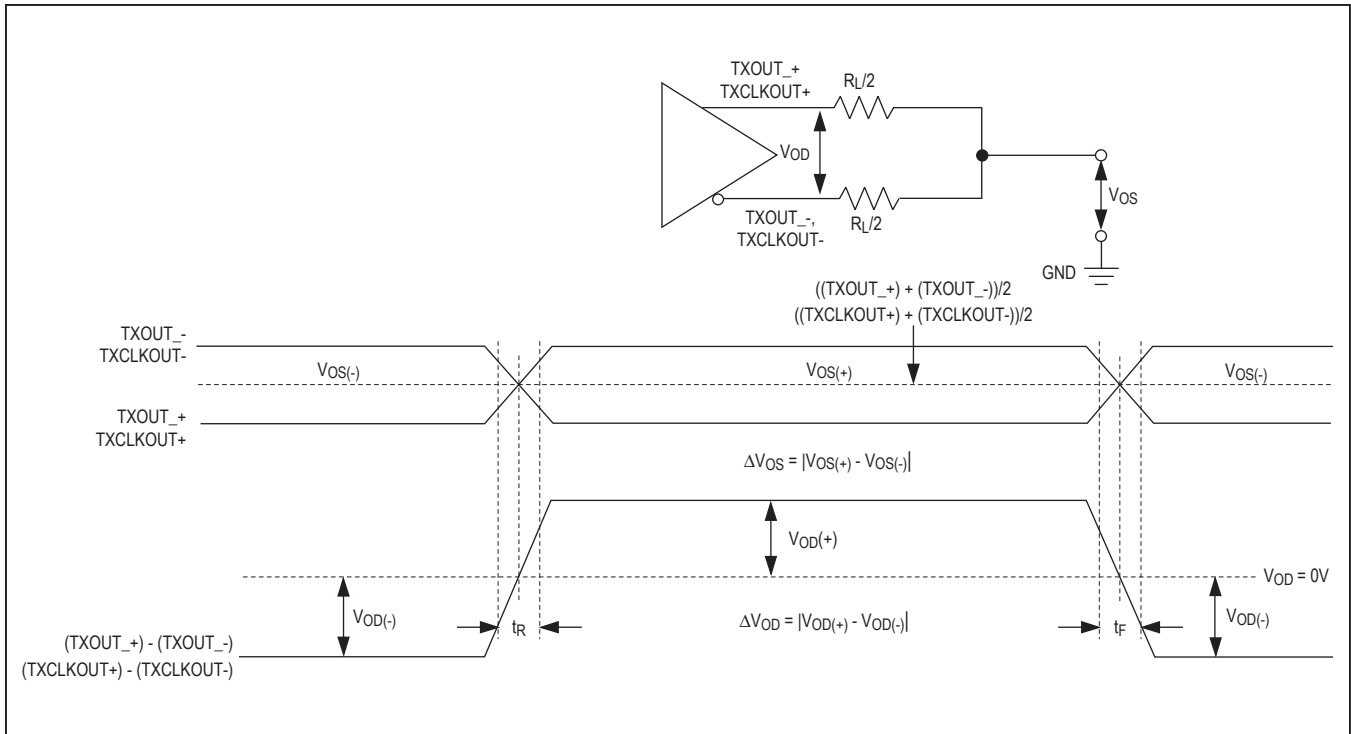 TXOUT_+
TXCLKOUT+
RL/2
VOD
VOS
TXOUT_-,
TXCLKOUT-
RL/2
GND
((TXOUT_+) + (TXOUT_-))/2
((TXCLKOUT+) + (TXCLKOUT-))/2
TXOUT_-
TXCLKOUT-
VOS(-)
VOS(+)
VOS(-)
TXOUT_+
TXCLKOUT+
ΔVOS = |VOS(+) - VOS(-)|
VOD(+)
VOD = 0V
VOD(-)
tR
ΔVOD = |VOD(+) - VOD(-)|
tF
VOD(-)
(TXOUT_+) - (TXOUT_-)
(TXCLKOUT+) - (TXCLKOUT-)